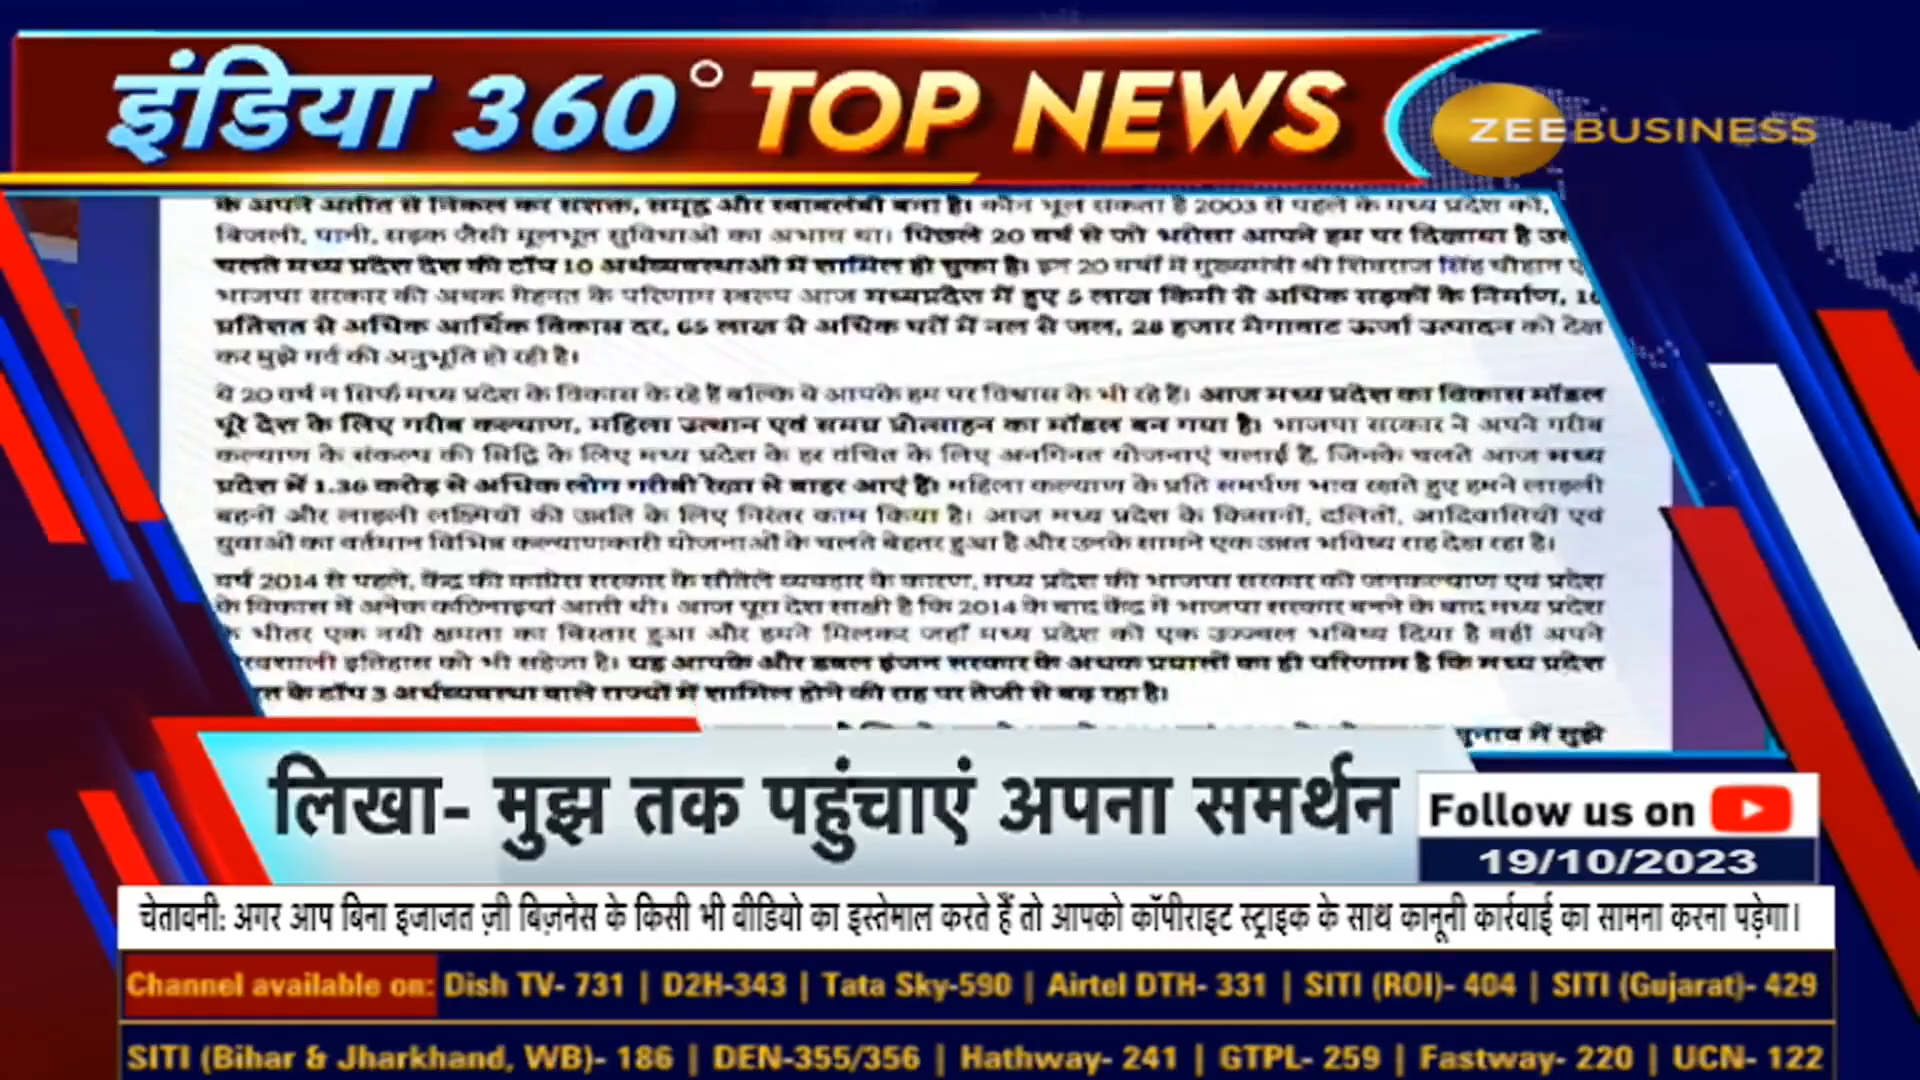 इंडिया 360° TOP NEWS
ZEE BUSINESS
के अपने अतीत से निकल कर सशक्त, समृद्ध और स्वावलंबी बना है। कौन भूल सकता है 2003 से पहले के मध्य प्रदेश को,
बिजली, पानी, सड़क जैसी मूलभूत सुविधाओं का अभाव था। पिछले 20 वर्ष से जो भरोसा आपने हम पर दिखाया है
चलते मध्य प्रदेश देश की टॉप 10 अर्थव्यवस्थाओं में शामिल हो चुका है। इन 20 वर्षों में मुख्यमंत्री श्री शिवराज सिंह चौहान
भाजपा सरकार की अथक मेहनत के परिणाम स्वरूप आज मध्यप्रदेश में हुए 5 लाख किमी से अधिक सड़कों के निर्माण,
प्रतिशत से अधिक आर्थिक विकास दर, 65 लाख से अधिक घरों में नल से जल, 28 हजार मेगावाट ऊर्जा उत्पादन को देख
कर मुझे गर्व की अनुभूति हो रही है।
ये 20 वर्ष न सिर्फ मध्य प्रदेश के विकास के रहे हैं बल्कि ये आपके हम पर विश्वास के भी रहे हैं। आज मध्य प्रदेश का विकास मॉडल
पूरे देश के लिए गरीब कल्याण, महिला उत्थान एवं समग्र प्रोत्साहन का मॉडल बन गया है। भाजपा सरकार ने अपने गरीब
कल्याण के संकल्प की सिद्धि के लिए मध्य प्रदेश के हर वंचित के लिए अनगिनत योजनाएं चलाई हैं, जिनके चलते आज मध्य
प्रदेश में 1.36 करोड़ से अधिक लोग गरीबी रेखा से बाहर आएं हैं। महिला कल्याण के प्रति समर्पण भाव रखते हुए हमने लाड़ली
बहनों और लाड़ली लक्ष्मियों की उन्नति के लिए निरंतर काम किया है। आज मध्य प्रदेश के किसानों, दलितों, आदिवासियों एवं
युवाओं का वर्तमान विभिन्न कल्याणकारी योजनाओं के चलते बेहतर हुआ है और उनके सामने एक उन्नत भविष्य राह देख रहा है।
वर्ष 2014 से पहले, केंद्र की कांग्रेस सरकार के सौतेले व्यवहार के कारण, मध्य प्रदेश की भाजपा सरकार को जनकल्याण एवं प्रदेश
के विकास में अनेक कठिनाइयां आती थी। आज पूरा देश साक्षी है कि 2014 के बाद केंद्र में भाजपा सरकार बनने के बाद मध्य प्रदेश
के भीतर एक नयी क्षमता का विस्तार हुआ और हमने मिलकर जहाँ मध्य प्रदेश को एक उज्ज्वल भविष्य दिया है वहीं अपने
इतिहास को भी सहेजा है। यह आपके और डबल इंजन सरकार के अथक प्रयासों का ही परिणाम है कि मध्य प्रदेश
के टॉप 3 अर्थव्यवस्था वाले राज्यों में शामिल होने की राह पर तेजी से बढ़ रहा है।
चुनाव में मुझे
लिखा- मुझ तक पहुंचाएं अपना समर्थन
Follow us on
19/10/2023
चेतावनी: अगर आप बिना इजाजत ज़ी बिज़नेस के किसी भी वीडियो का इस्तेमाल करते हैं तो आपको कॉपीराइट स्ट्राइक के साथ कानूनी कार्रवाई का सामना करना पड़ेगा।
Channel available on: Dish TV- 731 | D2H-343 | Tata Sky-590 | Airtel DTH- 331 | SITI (ROI)- 404 | SITI (Gujarat)- 429
SITI (Bihar & Jharkhand, WB)- 186 | DEN-355/356 | Hathway- 241 | GTPL- 259 | Fastway- 220 | UCN- 122